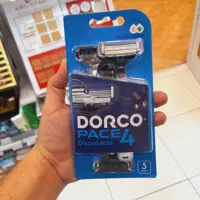 DORCO
PACE 4
Disposable
3